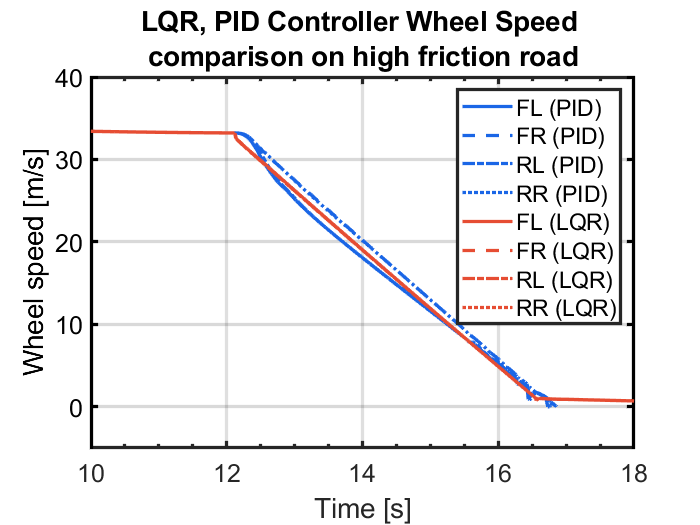 LQR, PID Controller Wheel Speed
comparison on high friction road
40
30
20
10
0
Wheel speed [m/s]
FL (PID)
FR (PID)
RL (PID)
RR (PID)
FL (LQR)
FR (LQR)
RL (LQR)
RR (LQR)
10 12 14 16 18
Time [s]